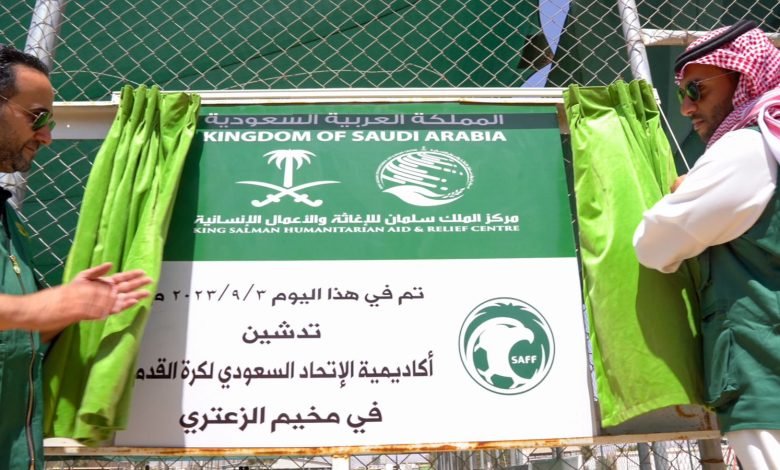 المملكة العربية السعودية
KINGDOM OF SAUDI ARABIA
مركز الملك سلمان للإغاثة والأعمال الإنسانية
KING SALMAN HUMANITARIAN AID & RELIEF CENTRE
تم في هذا اليوم ٢٠٢٣/٩/٣ م
تدشين
أكاديمية الإتحاد السعودي لكرة القدم
في مخيم الزعتري
SAFF